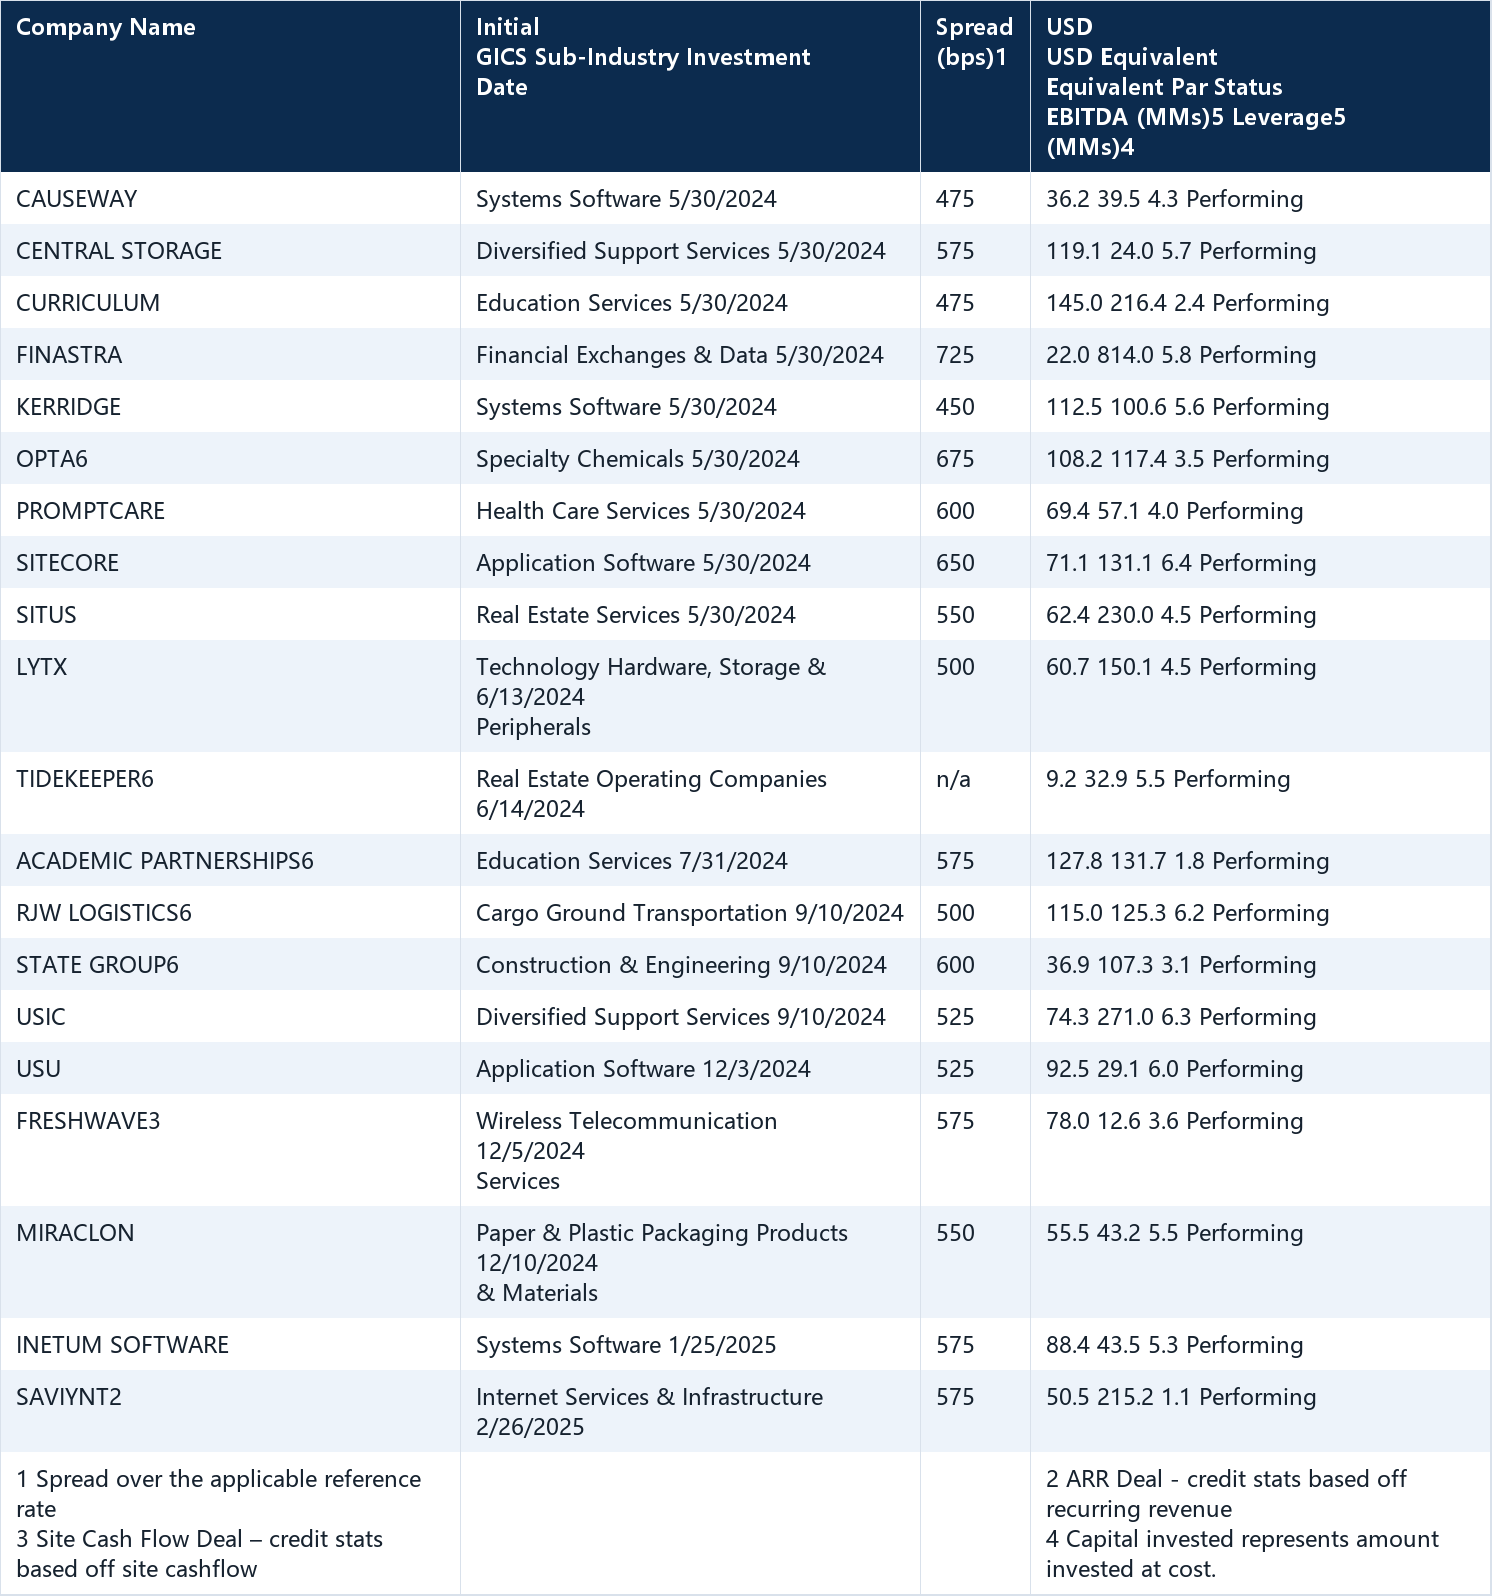 Company Name
Initial
GICS Sub-Industry Investment
Date
Spread
(bps)1
USD
USD Equivalent
Equivalent Par Status
EBITDA (MMs)5 Leverage5
(MMs)4
CAUSEWAY
Systems Software 5/30/2024
475
36.2 39.5 4.3 Performing
CENTRAL STORAGE
Diversified Support Services 5/30/2024
575
119.1 24.0 5.7 Performing
CURRICULUM
Education Services 5/30/2024
475
145.0 216.4 2.4 Performing
FINASTRA
Financial Exchanges & Data 5/30/2024
725
22.0 814.0 5.8 Performing
KERRIDGE
Systems Software 5/30/2024
450
112.5 100.6 5.6 Performing
OPTA6
Specialty Chemicals 5/30/2024
675
108.2 117.4 3.5 Performing
PROMPTCARE
Health Care Services 5/30/2024
600
69.4 57.1 4.0 Performing
SITECORE
Application Software 5/30/2024
650
71.1 131.1 6.4 Performing
SITUS
Real Estate Services 5/30/2024
550
62.4 230.0 4.5 Performing
LYTX
Technology Hardware, Storage &
6/13/2024
Peripherals
500
60.7 150.1 4.5 Performing
TIDEKEEPER6
Real Estate Operating Companies
6/14/2024
n/a
9.2 32.9 5.5 Performing
ACADEMIC PARTNERSHIPS6
Education Services 7/31/2024
575
127.8 131.7 1.8 Performing
RJW LOGISTICS6
Cargo Ground Transportation 9/10/2024
500
115.0 125.3 6.2 Performing
STATE GROUP6
Construction & Engineering 9/10/2024
600
36.9 107.3 3.1 Performing
USIC
Diversified Support Services 9/10/2024
525
74.3 271.0 6.3 Performing
USU
Application Software 12/3/2024
525
92.5 29.1 6.0 Performing
FRESHWAVE3
Wireless Telecommunication
12/5/2024
Services
575
78.0 12.6 3.6 Performing
MIRACLON
Paper & Plastic Packaging Products
12/10/2024
& Materials
550
55.5 43.2 5.5 Performing
INETUM SOFTWARE
Systems Software 1/25/2025
575
88.4 43.5 5.3 Performing
SAVIYNT2
Internet Services & Infrastructure
2/26/2025
575
50.5 215.2 1.1 Performing
1 Spread over the applicable reference
rate
3 Site Cash Flow Deal – credit stats
based off site cashflow
2 ARR Deal - credit stats based off
recurring revenue
4 Capital invested represents amount
invested at cost.